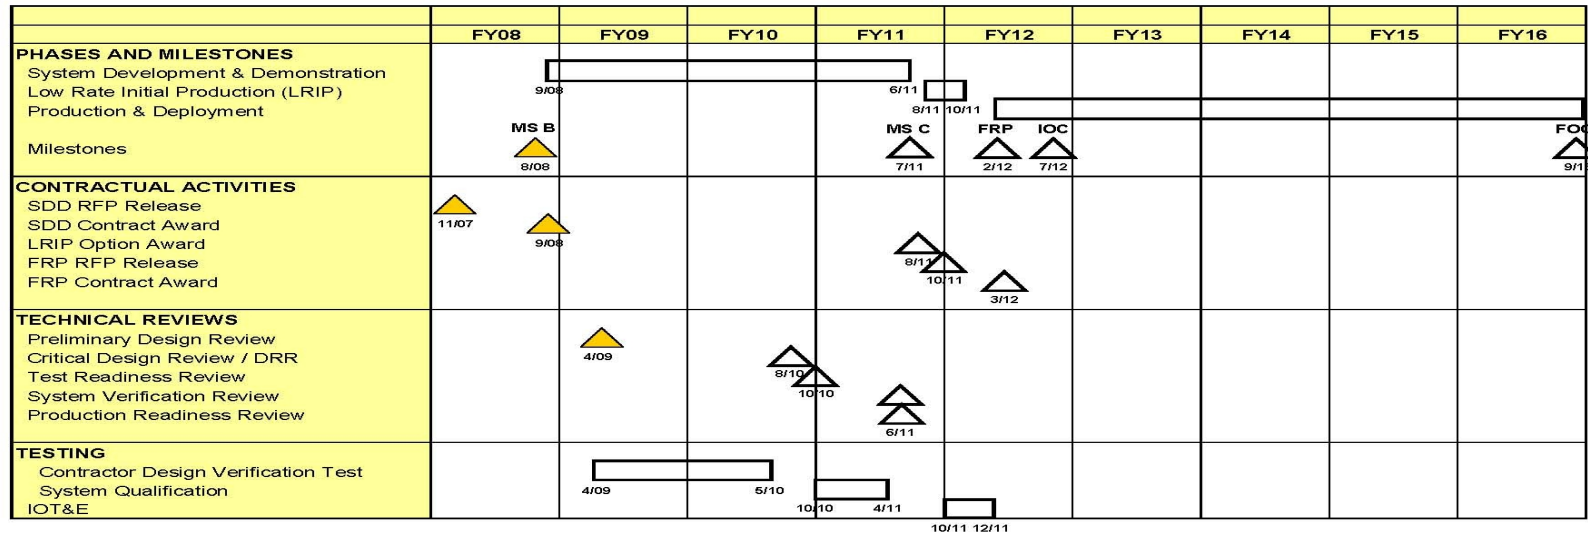 FY08 FY09 FY10 FY11 FY12 FY13 FY14 FY15 FY16
PHASES AND MILESTONES
System Development & Demonstration
9/08 6/11
Low Rate Initial Production (LRIP)
8/11 10/11
Production & Deployment
MS B MS C FRP IOC FOC
Milestones
8/08 7/11 2/12 7/12 9/1
CONTRACTUAL ACTIVITIES
SDD RFP Release
11/07
SDD Contract Award
9/08
LRIP Option Award
8/11
FRP RFP Release
10/11
FRP Contract Award
3/12
TECHNICAL REVIEWS
Preliminary Design Review
4/09
Critical Design Review / DRR
8/10
Test Readiness Review
10/10
System Verification Review
Production Readiness Review
6/11
TESTING
Contractor Design Verification Test
4/09 5/10
System Qualification
10/10 4/11
IOT&E
10/11 12/11